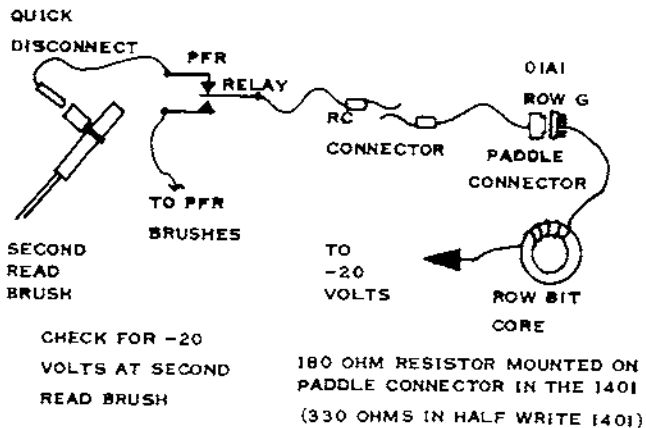 QUICK
DISCONNECT
PFR
RELAY
RC
CONNECTOR
01A1
ROW G
PADDLE
CONNECTOR
TO PFR
BRUSHES
SECOND
READ
BRUSH
TO
-20
VOLTS
ROW BIT
CORE
CHECK FOR -20
VOLTS AT SECOND
READ BRUSH
180 OHM RESISTOR MOUNTED ON
PADDLE CONNECTOR IN THE 1401
(330 OHMS IN HALF WRITE 1401)